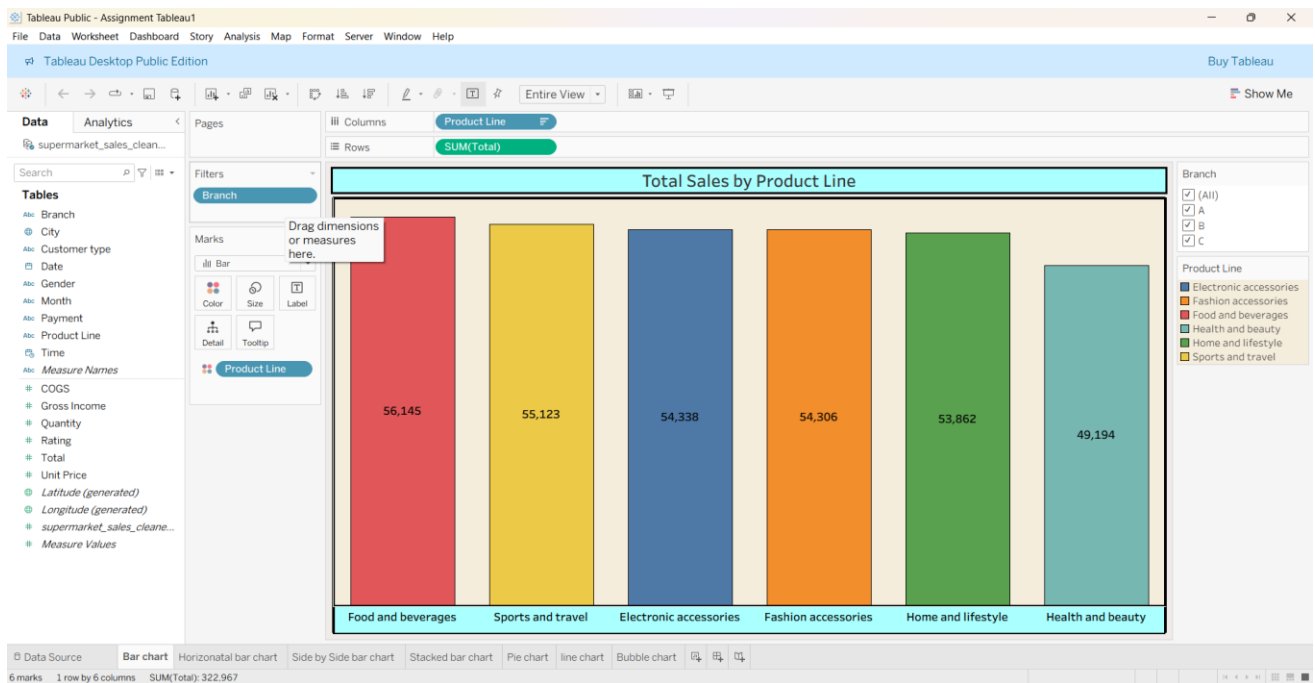 Tableau Public - Assignment Tableau1
File Data Worksheet Dashboard Story Analysis Map Format Server Window Help
Tableau Desktop Public Edition
Buy Tableau
Entire View
Show Me
Data Analytics
supermarket_sales_clean...
Search
Tables
Abc Branch
City
Abc Customer type
Date
Abc Gender
Abc Month
Abc Payment
Abc Product Line
Time
Abc Measure Names
# COGS
# Gross Income
# Quantity
# Rating
# Total
# Unit Price
Latitude (generated)
Longitude (generated)
# supermarket_sales_cleane...
# Measure Values
Pages
Filters
Branch
Drag dimensions
or measures
here.
Marks
Bar
Color Size Label
Detail Tooltip
Product Line
Columns Product Line
Rows SUM(Total)
Total Sales by Product Line
56,145 55,123 54,338 54,306 53,862 49,194
Food and beverages Sports and travel Electronic accessories Fashion accessories Home and lifestyle Health and beauty
Branch
(All)
A
B
C
Product Line
Electronic accessories
Fashion accessories
Food and beverages
Health and beauty
Home and lifestyle
Sports and travel
Data Source Bar chart Horizonatal bar chart Side by Side bar chart Stacked bar chart Pie chart line chart Bubble chart
6 marks 1 row by 6 columns SUM(Total): 322,967